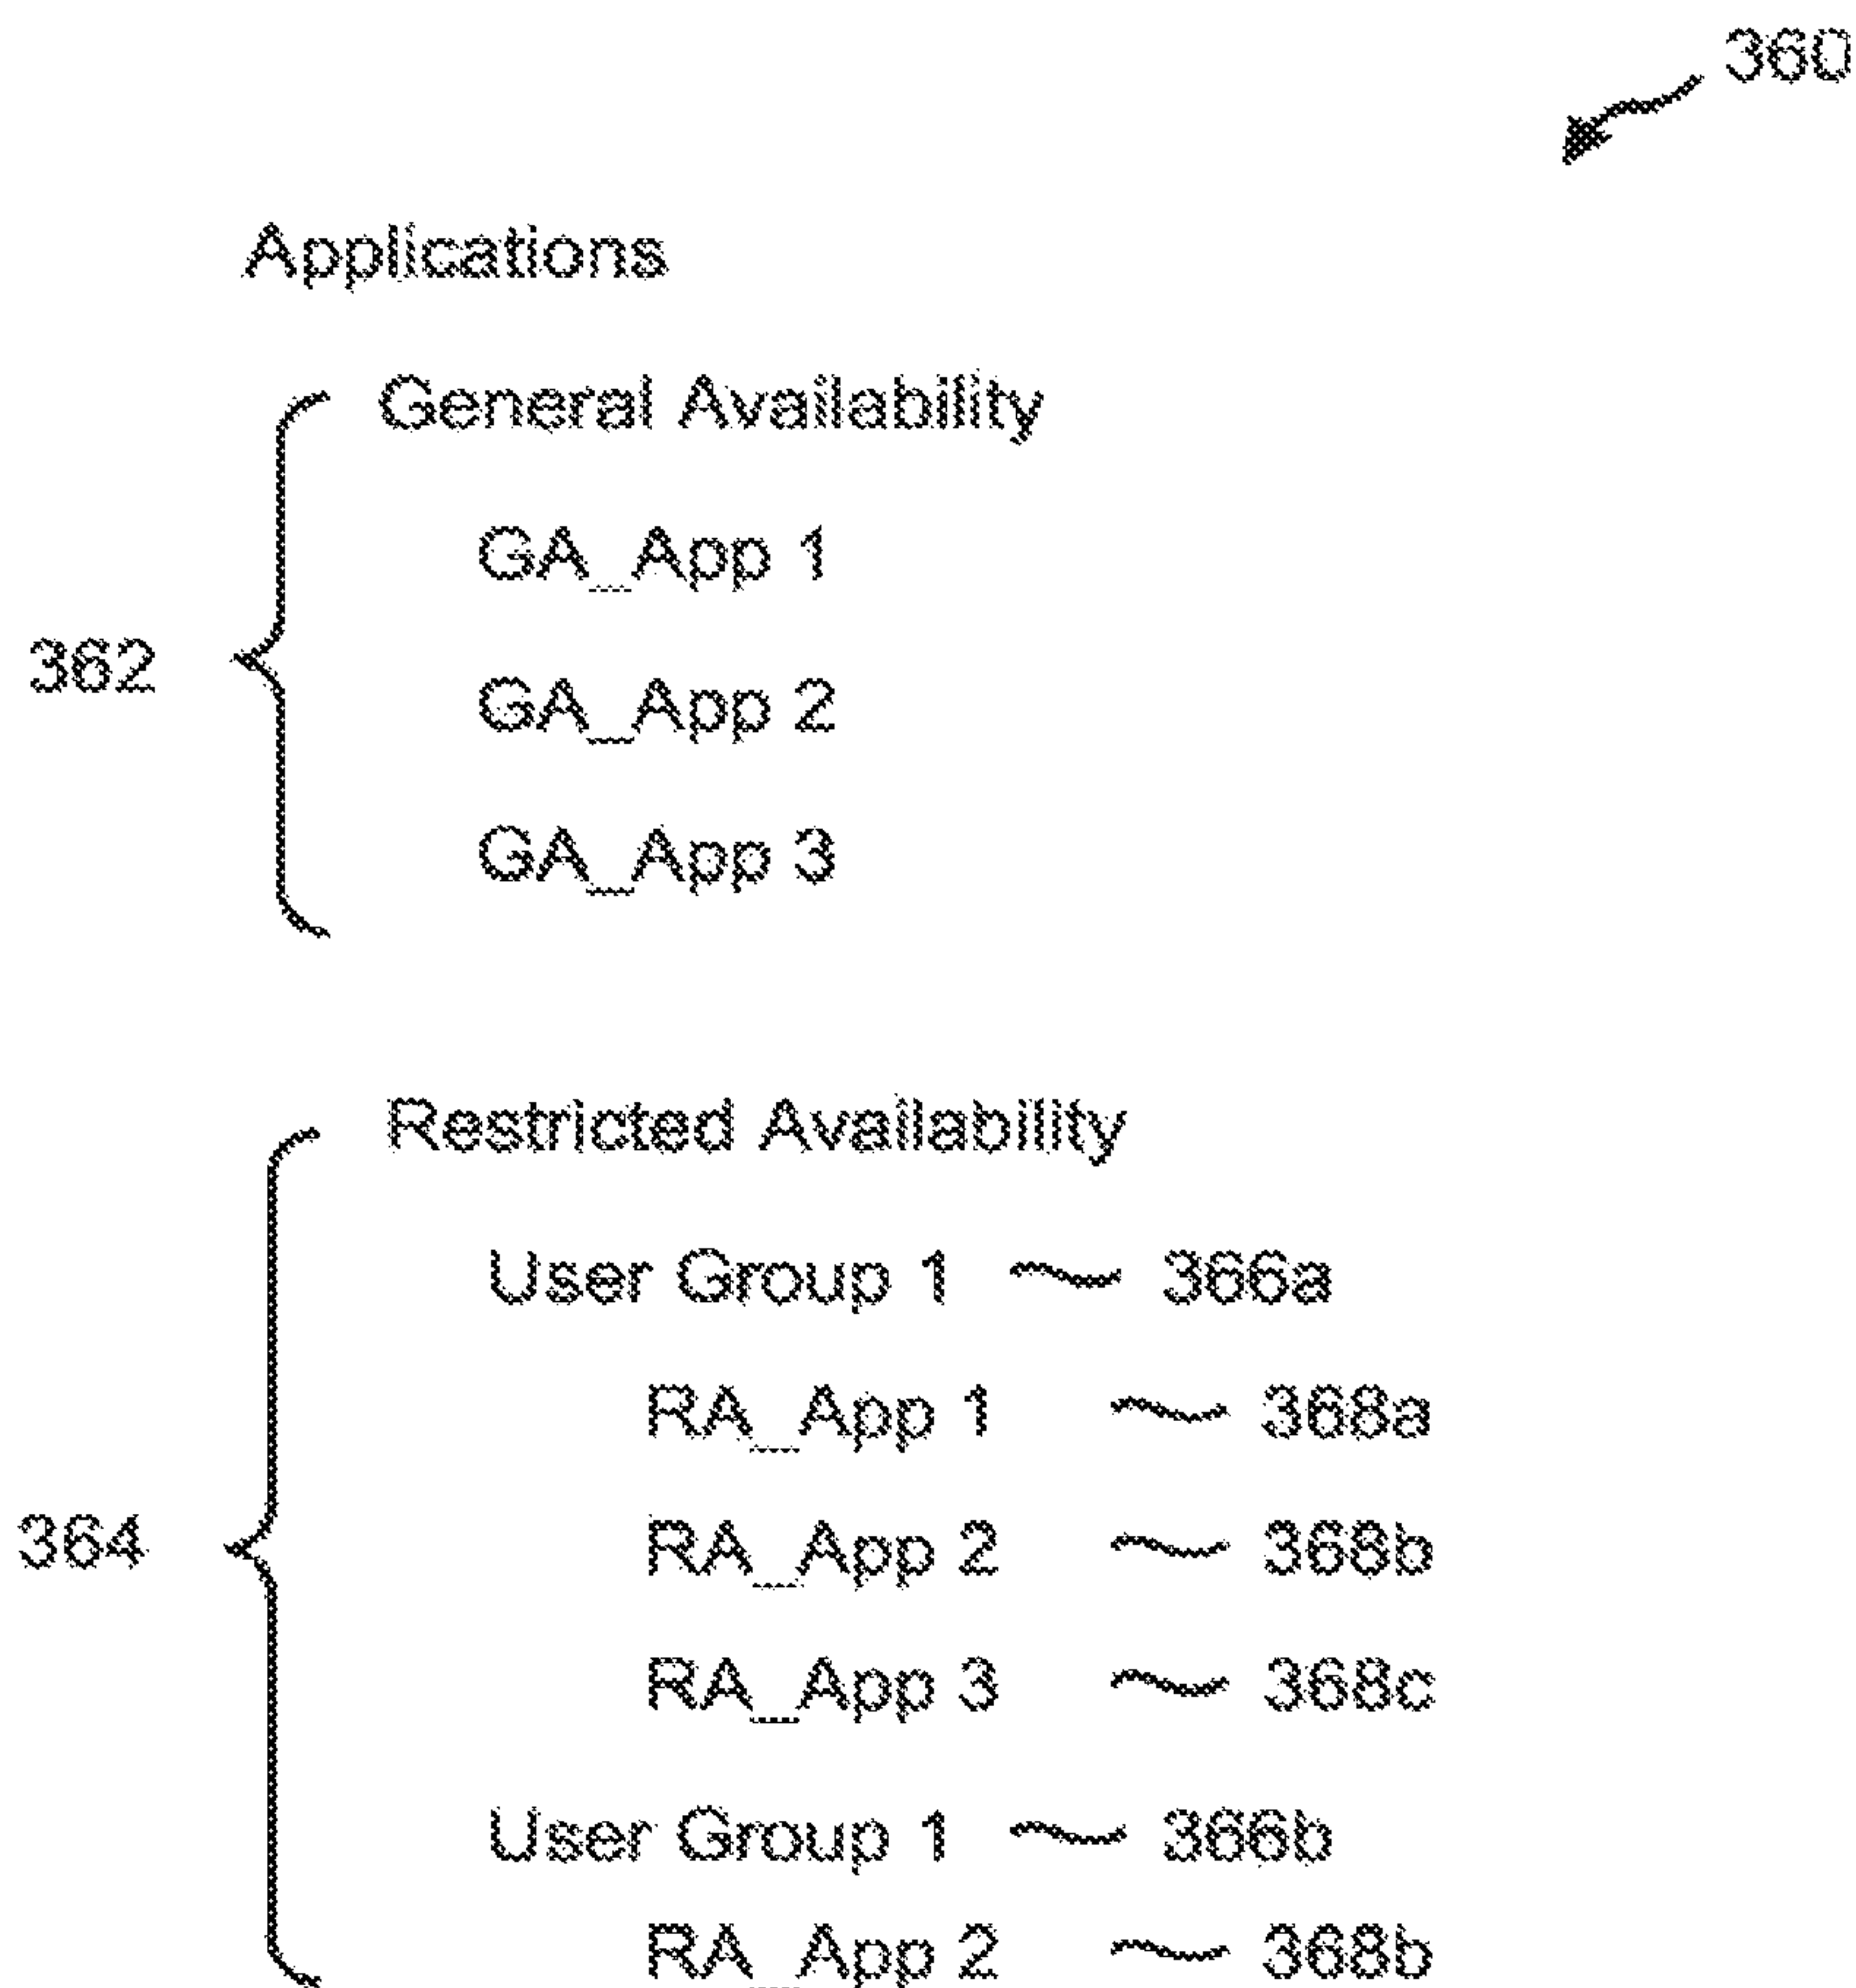 360
Applications
General Availability
GA_App 1
362
GA_App 2
GA_App 3
Restricted Availability
User Group 1 366a
RA_App 1 368a
364
RA_App 2 368b
RA_App 3 368c
User Group 1 366b
RA_App 2 368b